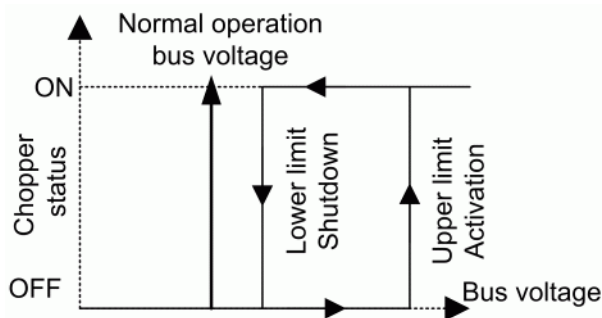 Normal operation
bus voltage
ON
Chopper
status
Lower limit
Shutdown
Upper limit
Activation
OFF
Bus voltage